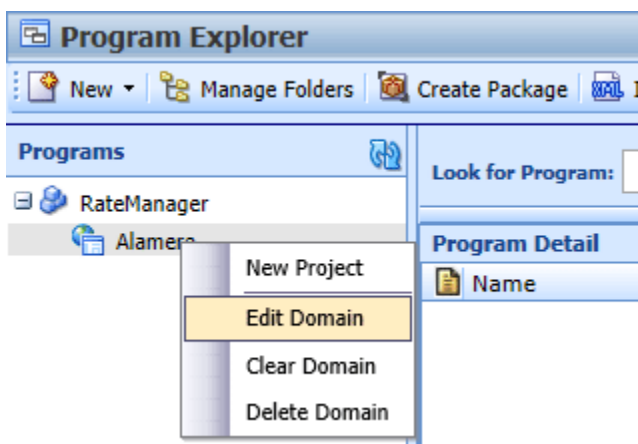 Program Explorer
New Manage Folders Create Package
Programs
Look for Program:
RateManager
Alamere
Program Detail
Name
New Project
Edit Domain
Clear Domain
Delete Domain